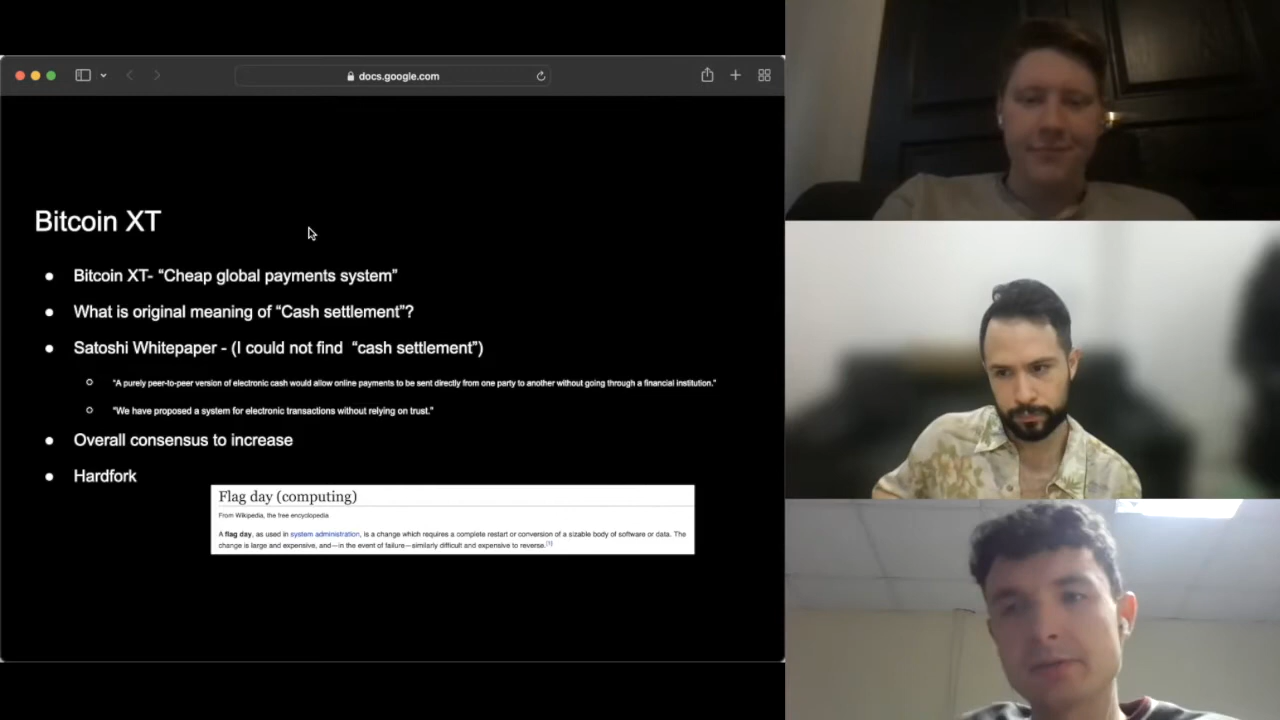 docs.google.com
Bitcoin XT
● Bitcoin XT- “Cheap global payments system”
● What is original meaning of “Cash settlement”?
● Satoshi Whitepaper - (I could not find “cash settlement”)
○ “A purely peer-to-peer version of electronic cash would allow online payments to be sent directly from one party to another without going through a financial institution.”
○ “We have proposed a system for electronic transactions without relying on trust.”
● Overall consensus to increase
● Hardfork
Flag day (computing)
From Wikipedia, the free encyclopedia
A flag day, as used in system administration, is a change which requires a complete restart or conversion of a sizable body of software or data. The
change is large and expensive, and—in the event of failure—similarly difficult and expensive to reverse.[1]